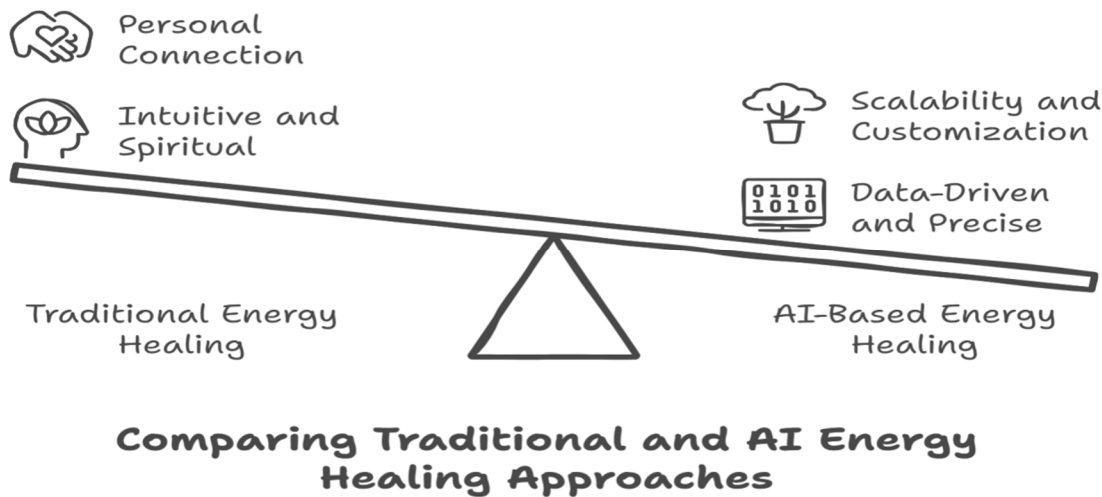 Personal
Connection
Intuitive and
Spiritual
Scalability and
Customization
0101
1010
Data-Driven
and Precise
Traditional Energy
Healing
AI-Based Energy
Healing
Comparing Traditional and AI Energy
Healing Approaches